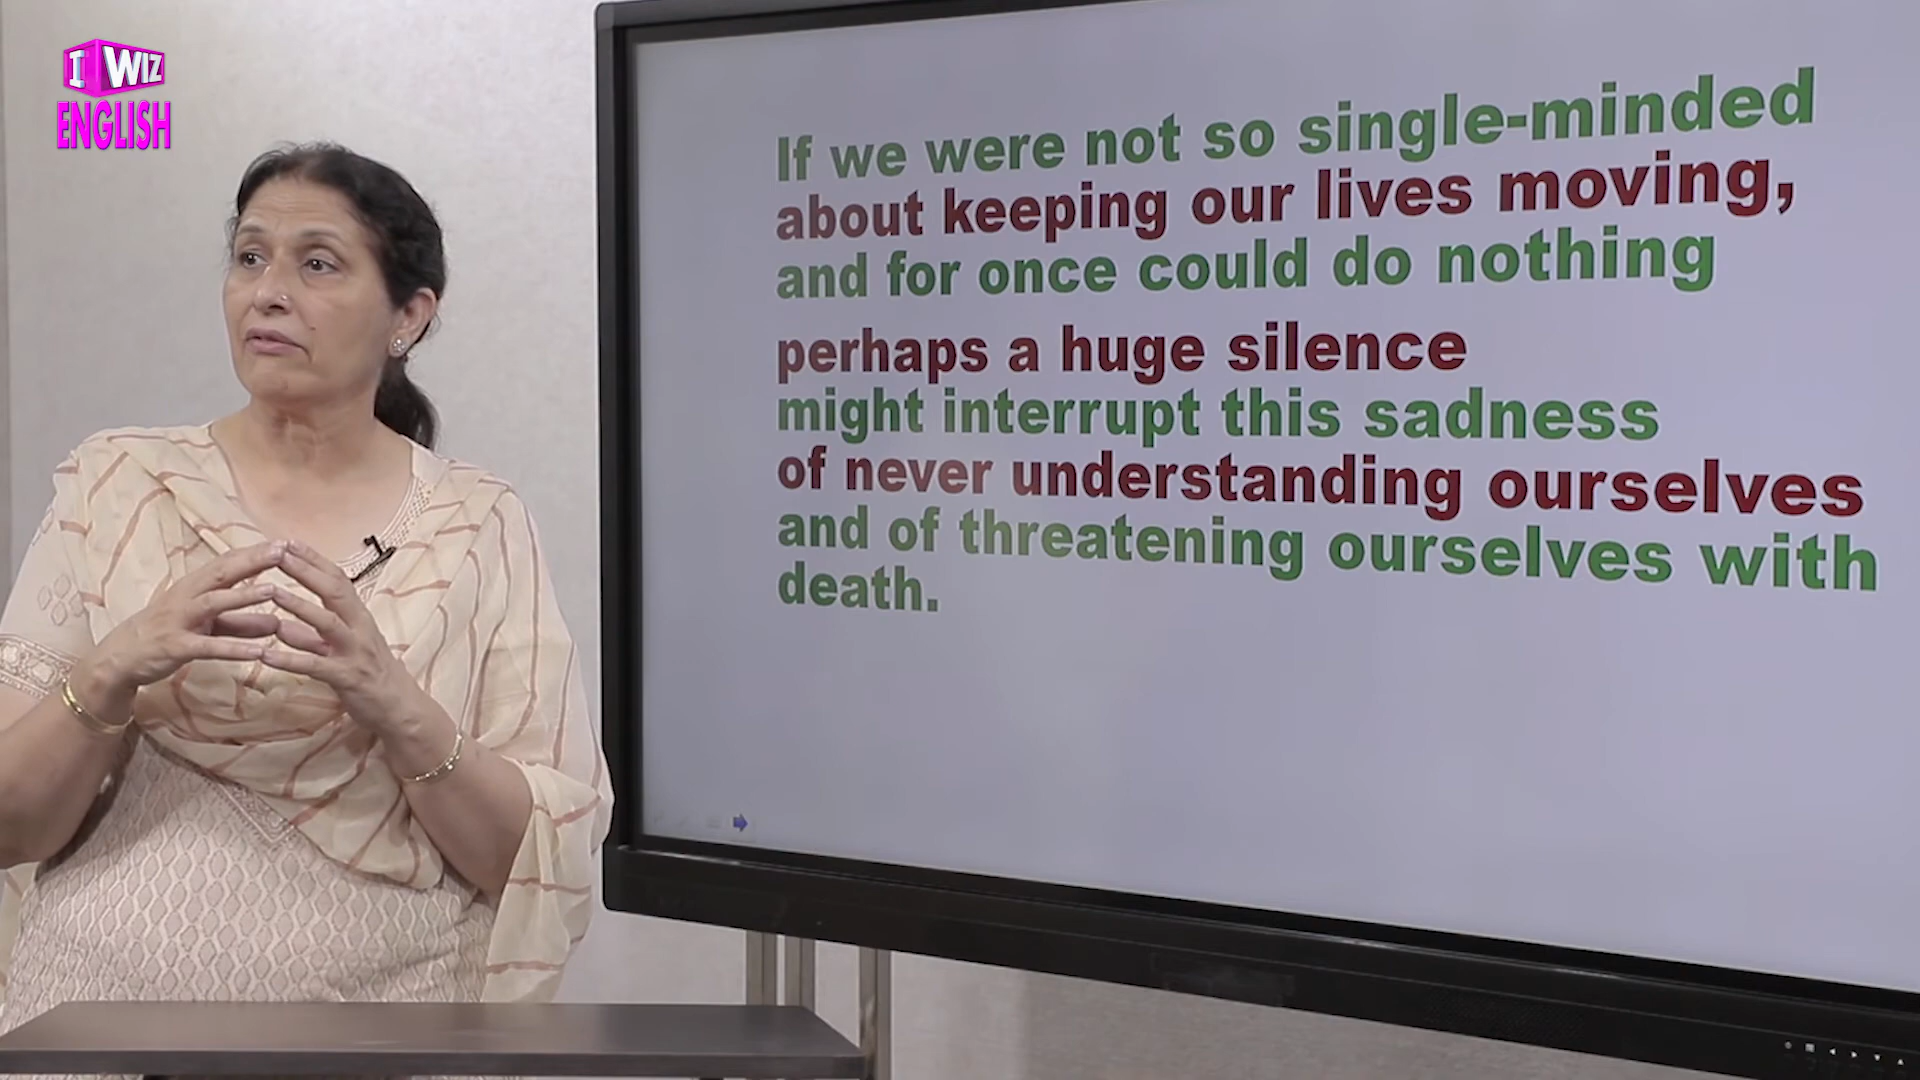 I WIZ
ENGLISH
If we were not so single-minded
about keeping our lives moving,
and for once could do nothing
perhaps a huge silence
might interrupt this sadness
of never understanding ourselves
and of threatening ourselves with
death.